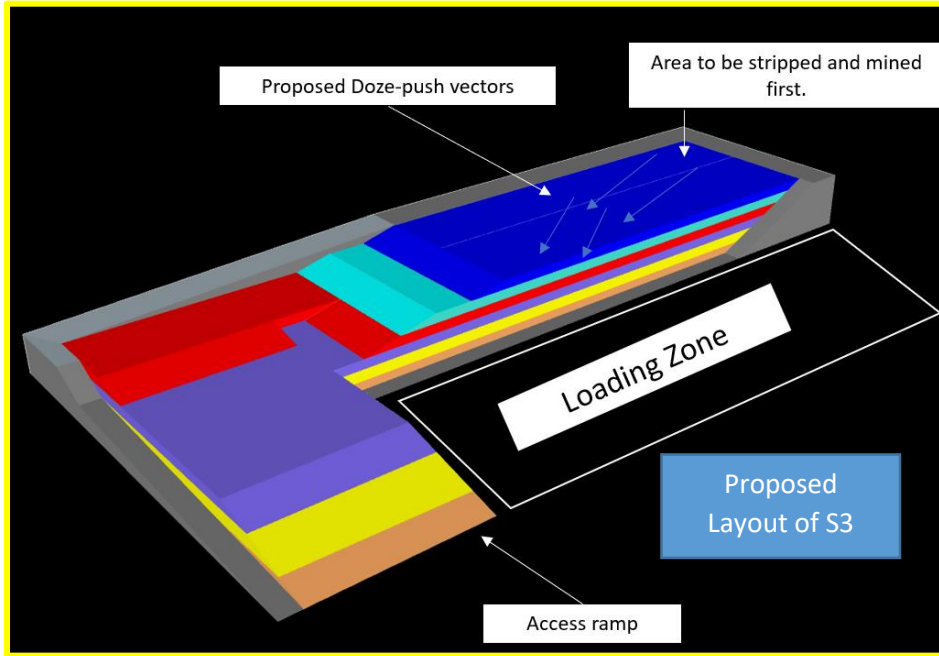 Proposed Doze-push vectors
Area to be stripped and mined
first.
Loading Zone
Proposed
Layout of S3
Access ramp